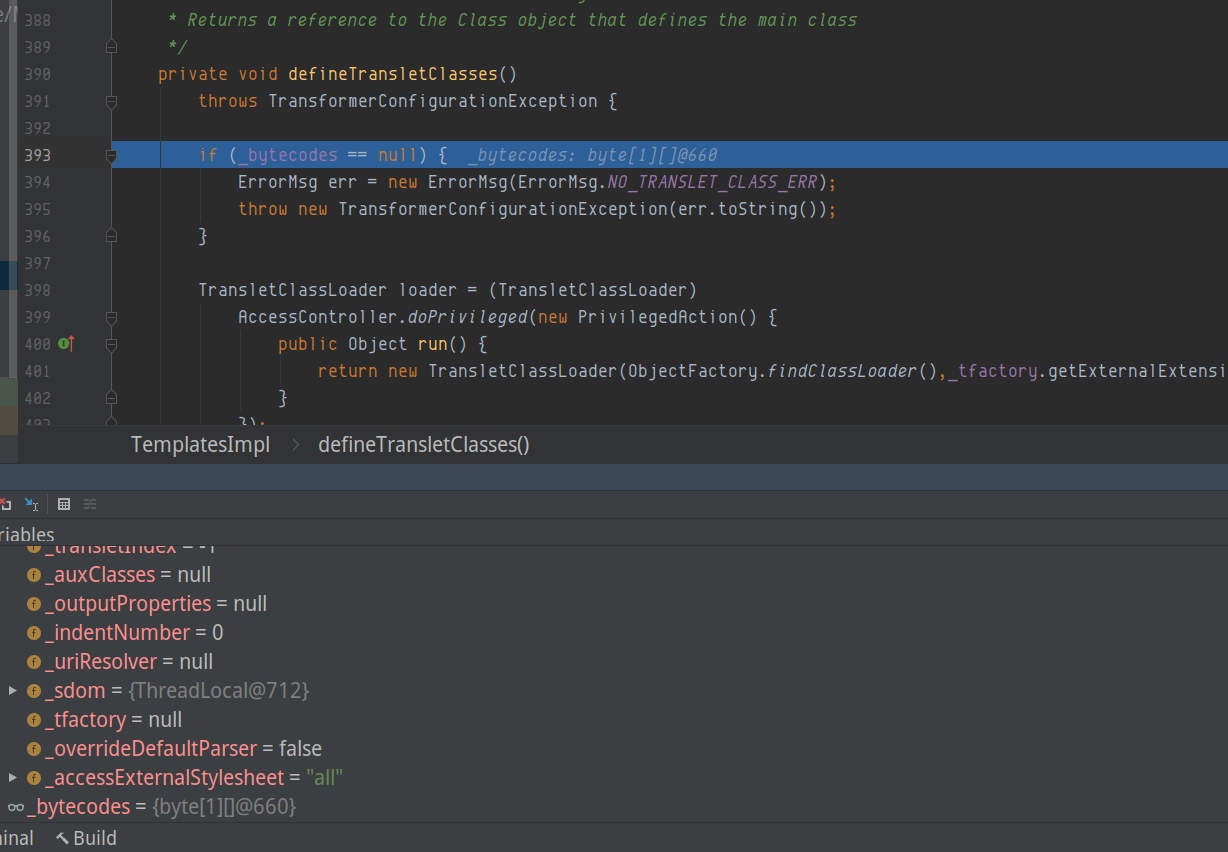 388 * Returns a reference to the Class object that defines the main class
389 */
390 private void defineTransletClasses()
391 throws TransformerConfigurationException {
392
393 if (_bytecodes == null) { _bytecodes: byte[1][]@660
394 ErrorMsg err = new ErrorMsg(ErrorMsg.NO_TRANSLET_CLASS_ERR);
395 throw new TransformerConfigurationException(err.toString());
396 }
397
398 TransletClassLoader loader = (TransletClassLoader)
399 AccessController.doPrivileged(new PrivilegedAction() {
400 public Object run() {
401 return new TransletClassLoader(ObjectFactory.findClassLoader(),_tfactory.getExternalExtensi
402 }
403 });
TemplatesImpl > defineTransletClasses()
riables
_transletIndex = -1
_auxClasses = null
_outputProperties = null
_indentNumber = 0
_uriResolver = null
_sdom = {ThreadLocal@712}
_tfactory = null
_overrideDefaultParser = false
_accessExternalStylesheet = "all"
_bytecodes = {byte[1][]@660}
inal Build